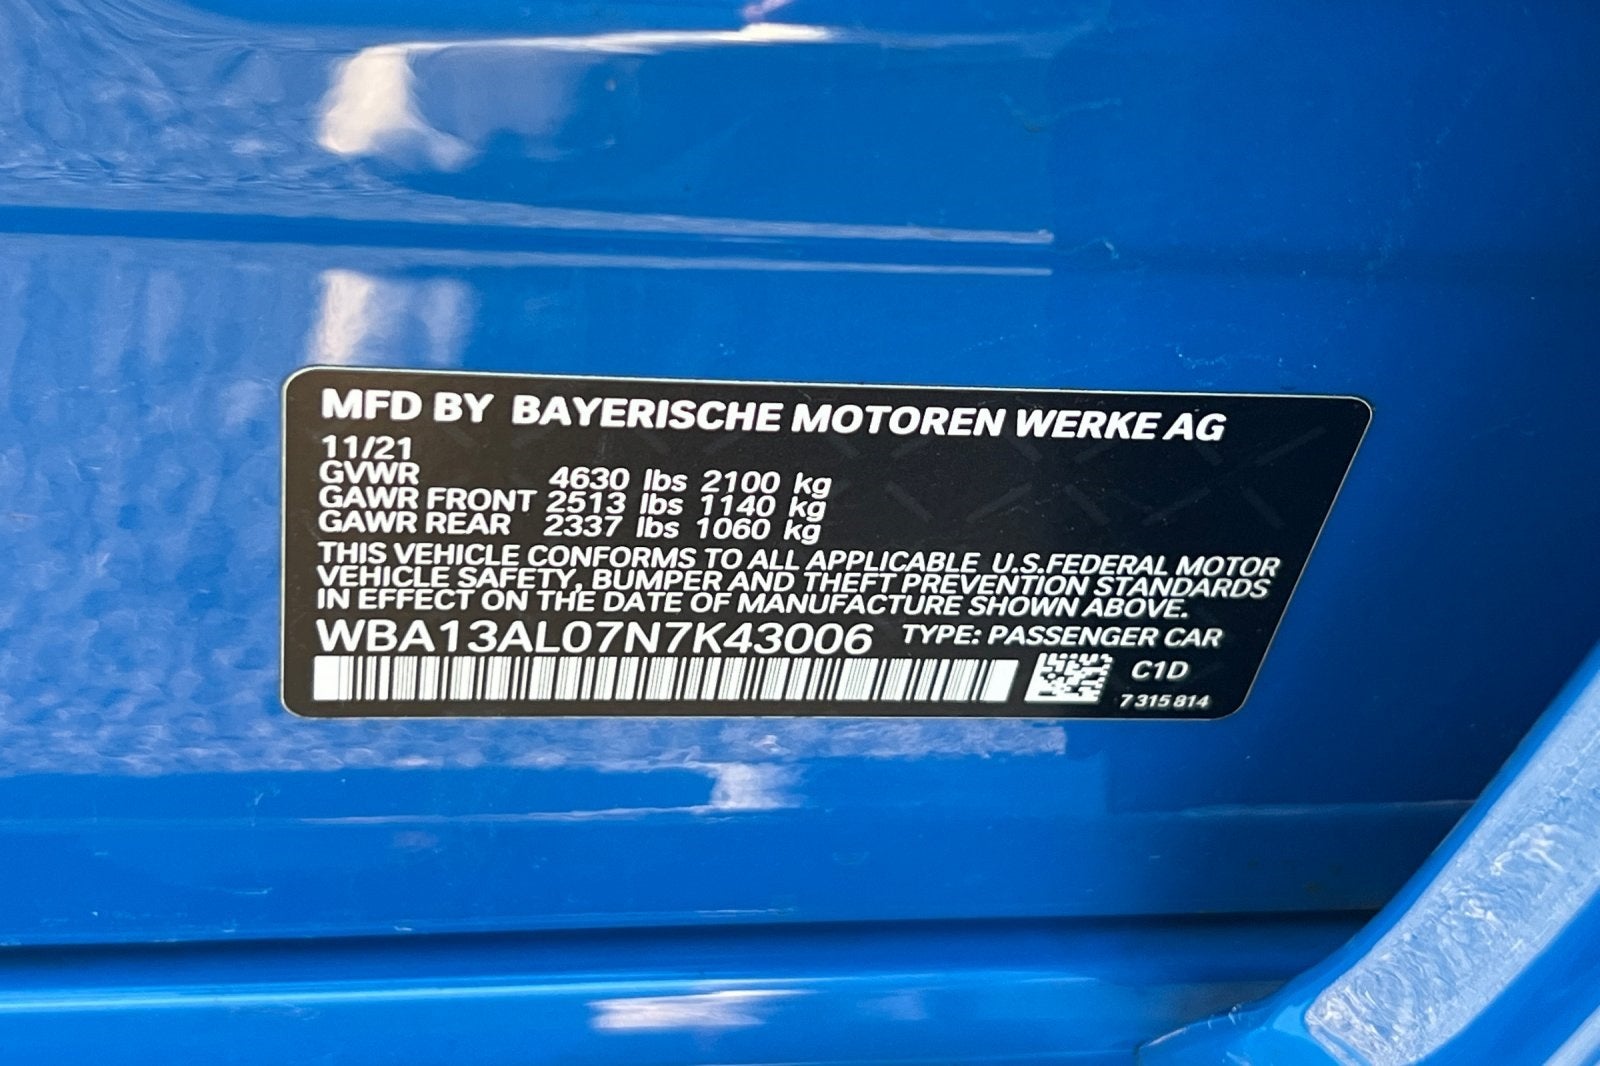 MFD BY BAYERISCHE MOTOREN WERKE AG
11/21
GVWR 4630 lbs 2100 kg
GAWR FRONT 2513 lbs 1140 kg
GAWR REAR 2337 lbs 1060 kg
THIS VEHICLE CONFORMS TO ALL APPLICABLE U.S.FEDERAL MOTOR
VEHICLE SAFETY, BUMPER AND THEFT PREVENTION STANDARDS
IN EFFECT ON THE DATE OF MANUFACTURE SHOWN ABOVE.
WBA13AL07N7K43006 TYPE: PASSENGER CAR
C1D
7 315 814